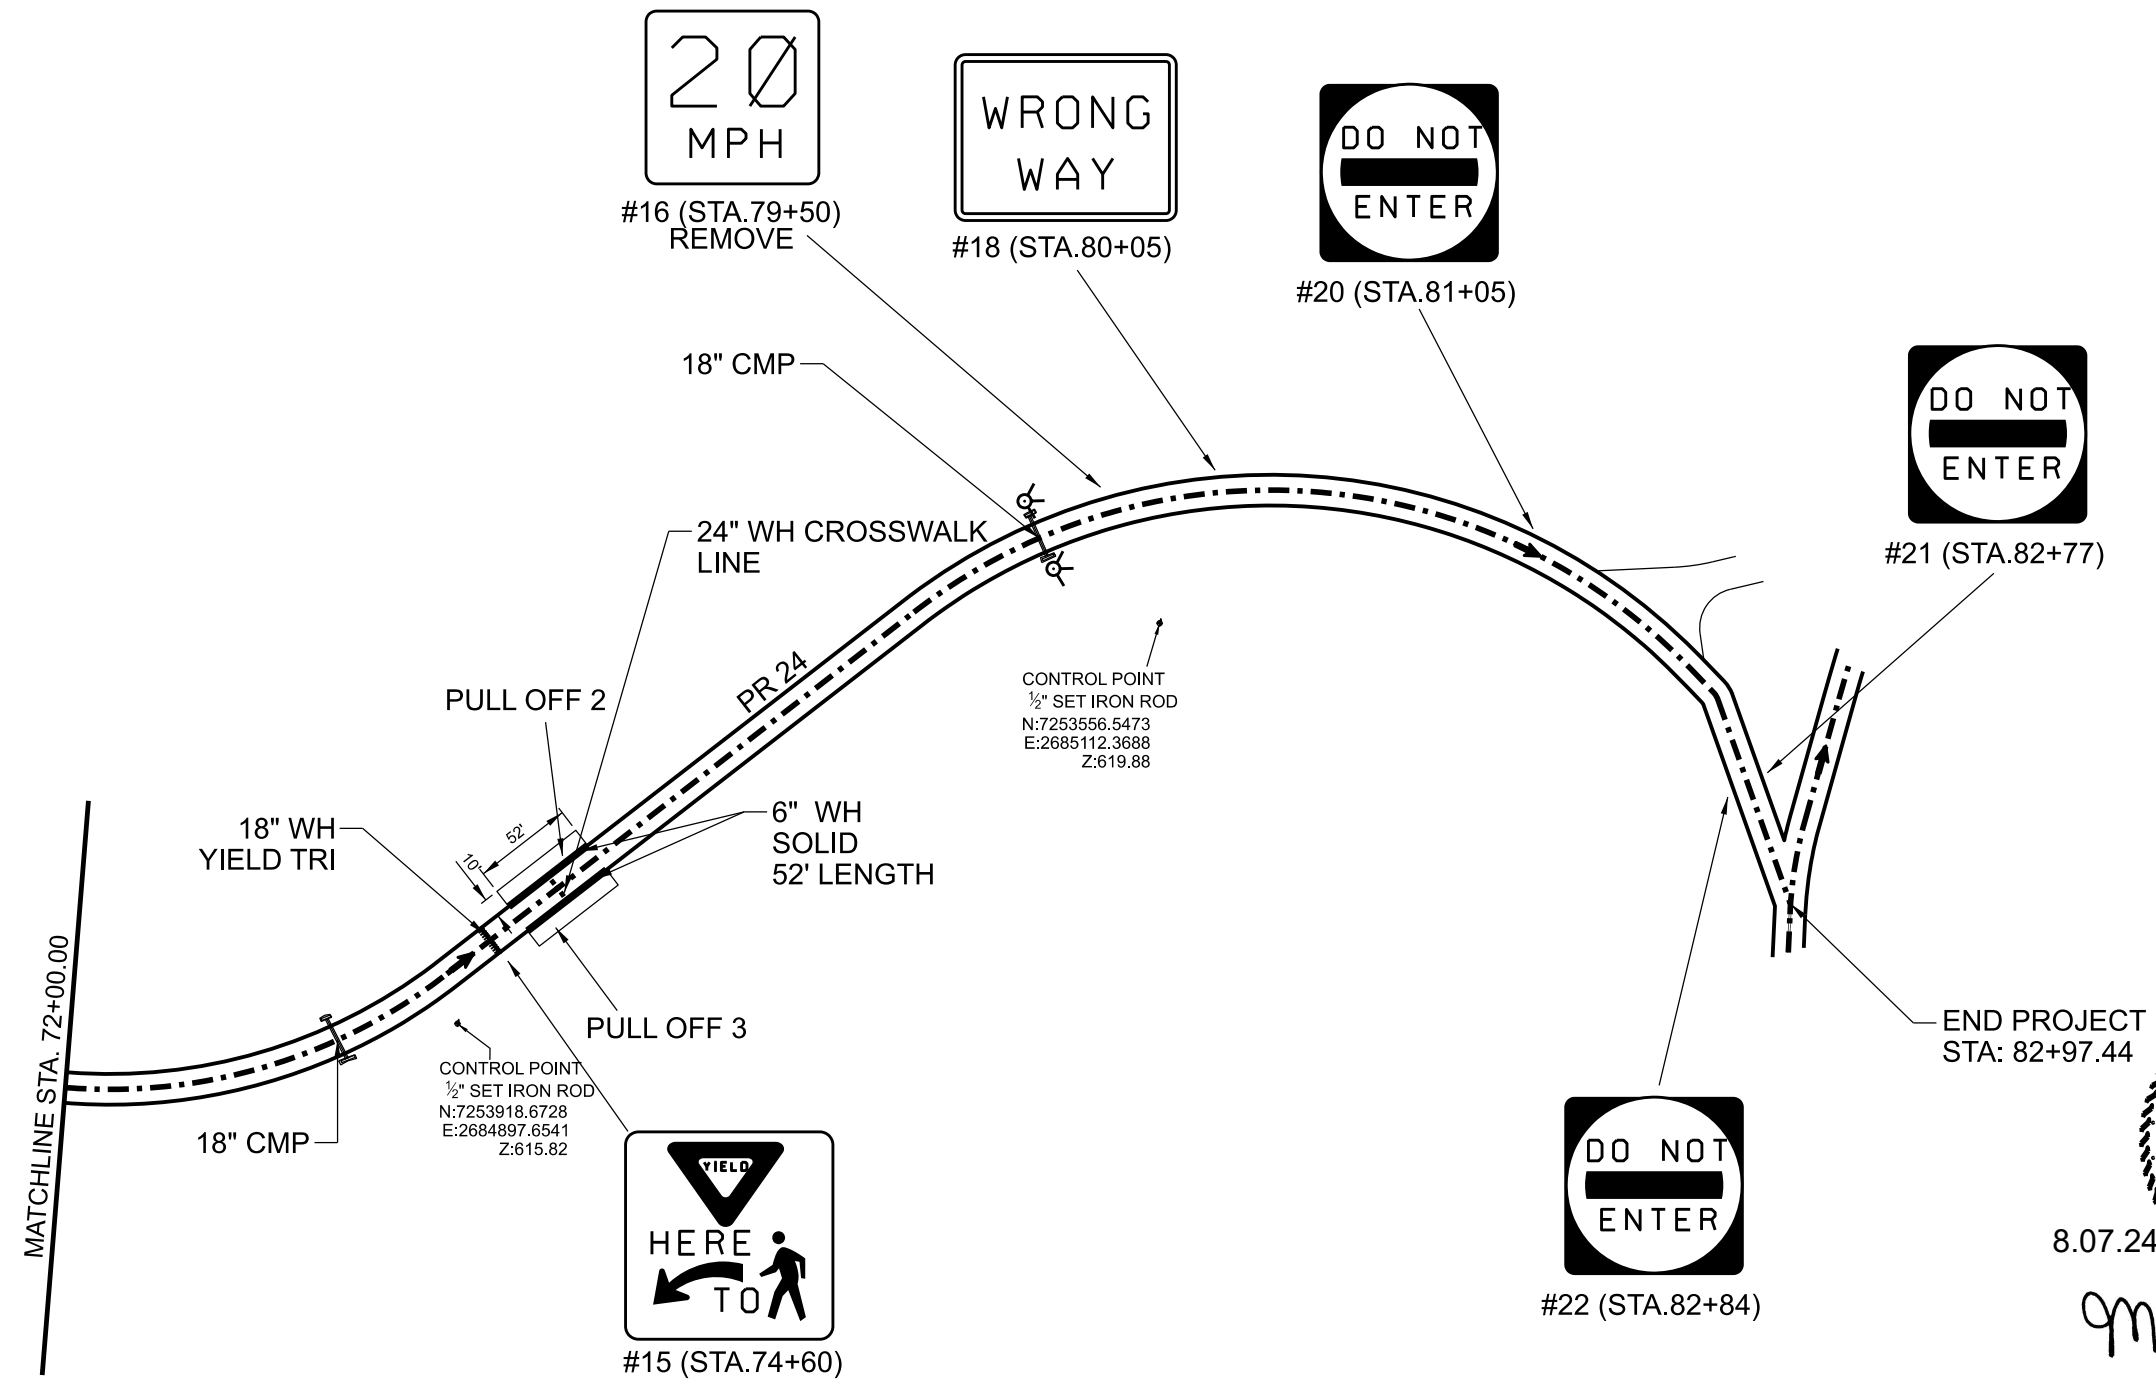 20
MPH
#16 (STA.79+50)
REMOVE
WRONG
WAY
#18 (STA.80+05)
DO NOT
ENTER
#20 (STA.81+05)
DO NOT
ENTER
#21 (STA.82+77)
18" CMP
24" WH CROSSWALK
LINE
PR 24
CONTROL POINT
½" SET IRON ROD
N:7253556.5473
E:2685112.3688
Z:619.88
PULL OFF 2
52'
10'
18" WH
YIELD TRI
6" WH
SOLID
52' LENGTH
PULL OFF 3
MATCHLINE STA. 72+00.00
18" CMP
CONTROL POINT
½" SET IRON ROD
N:7253918.6728
E:2684897.6541
Z:615.82
YIELD
HERE
TO
#15 (STA.74+60)
END PROJECT
STA: 82+97.44
DO NOT
ENTER
#22 (STA.82+84)
8.07.24